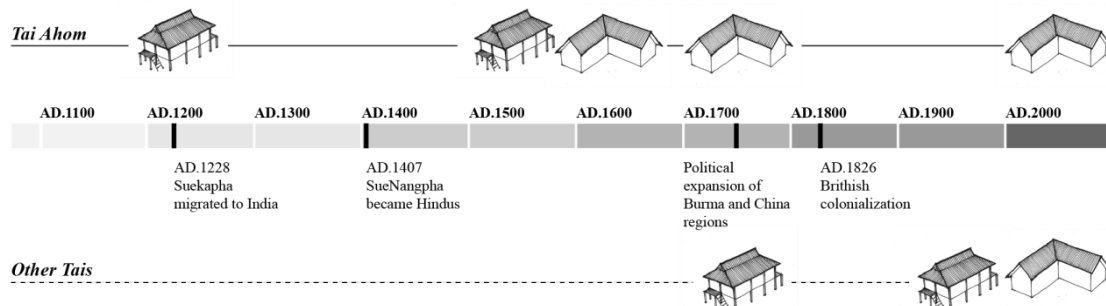 Tai Ahom
AD.1100 AD.1200 AD.1300 AD.1400 AD.1500 AD.1600 AD.1700 AD.1800 AD.1900 AD.2000
AD.1228
Suekapha
migrated to India
AD.1407
SueNangpha
became Hindus
Political
expansion of
Burma and China
regions
AD.1826
Brithish
colonialization
Other Tais